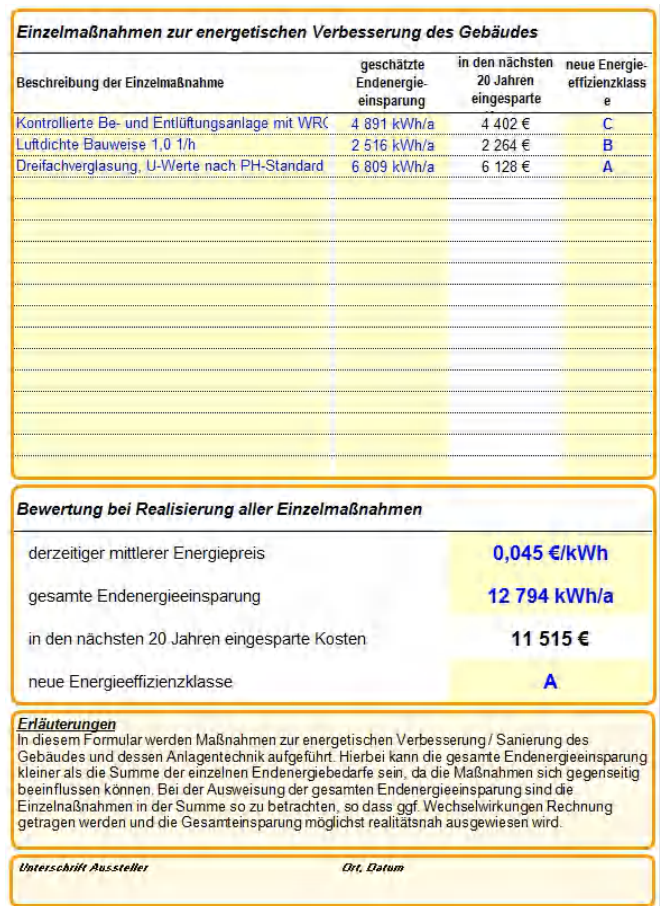 Einzelmaßnahmen zur energetischen Verbesserung des Gebäudes
Beschreibung der Einzelmaßnahme
geschätzte
Endenergie-
einsparung
in den nächsten
20 Jahren
eingesparte
neue Energie-
effizienzklass
e
Kontrollierte Be- und Entlüftungsanlage mit WRG 4 891 kWh/a 4 402 € C
Luftdichte Bauweise 1,0 1/h 2 516 kWh/a 2 264 € B
Dreifachverglasung, U-Werte nach PH-Standard 6 809 kWh/a 6 128 € A
Bewertung bei Realisierung aller Einzelmaßnahmen
derzeitiger mittlerer Energiepreis 0,045 €/kWh
gesamte Endenergieeinsparung 12 794 kWh/a
in den nächsten 20 Jahren eingesparte Kosten 11 515 €
neue Energieeffizienzklasse A
Erläuterungen
In diesem Formular werden Maßnahmen zur energetischen Verbesserung / Sanierung des
Gebäudes und dessen Anlagentechnik aufgeführt. Hierbei kann die gesamte Endenergieeinsparung
kleiner als die Summe der einzelnen Endenergiebedarfe sein, da die Maßnahmen sich gegenseitig
beeinflussen können. Bei der Ausweisung der gesamten Endenergieeinsparung sind die
Einzelnaßnahmen in der Summe so zu betrachten, so dass ggf. Wechselwirkungen Rechnung
getragen werden und die Gesamteinsparung möglichst realitätsnah ausgewiesen wird.
Unterschrift Aussteller Ort, Datum